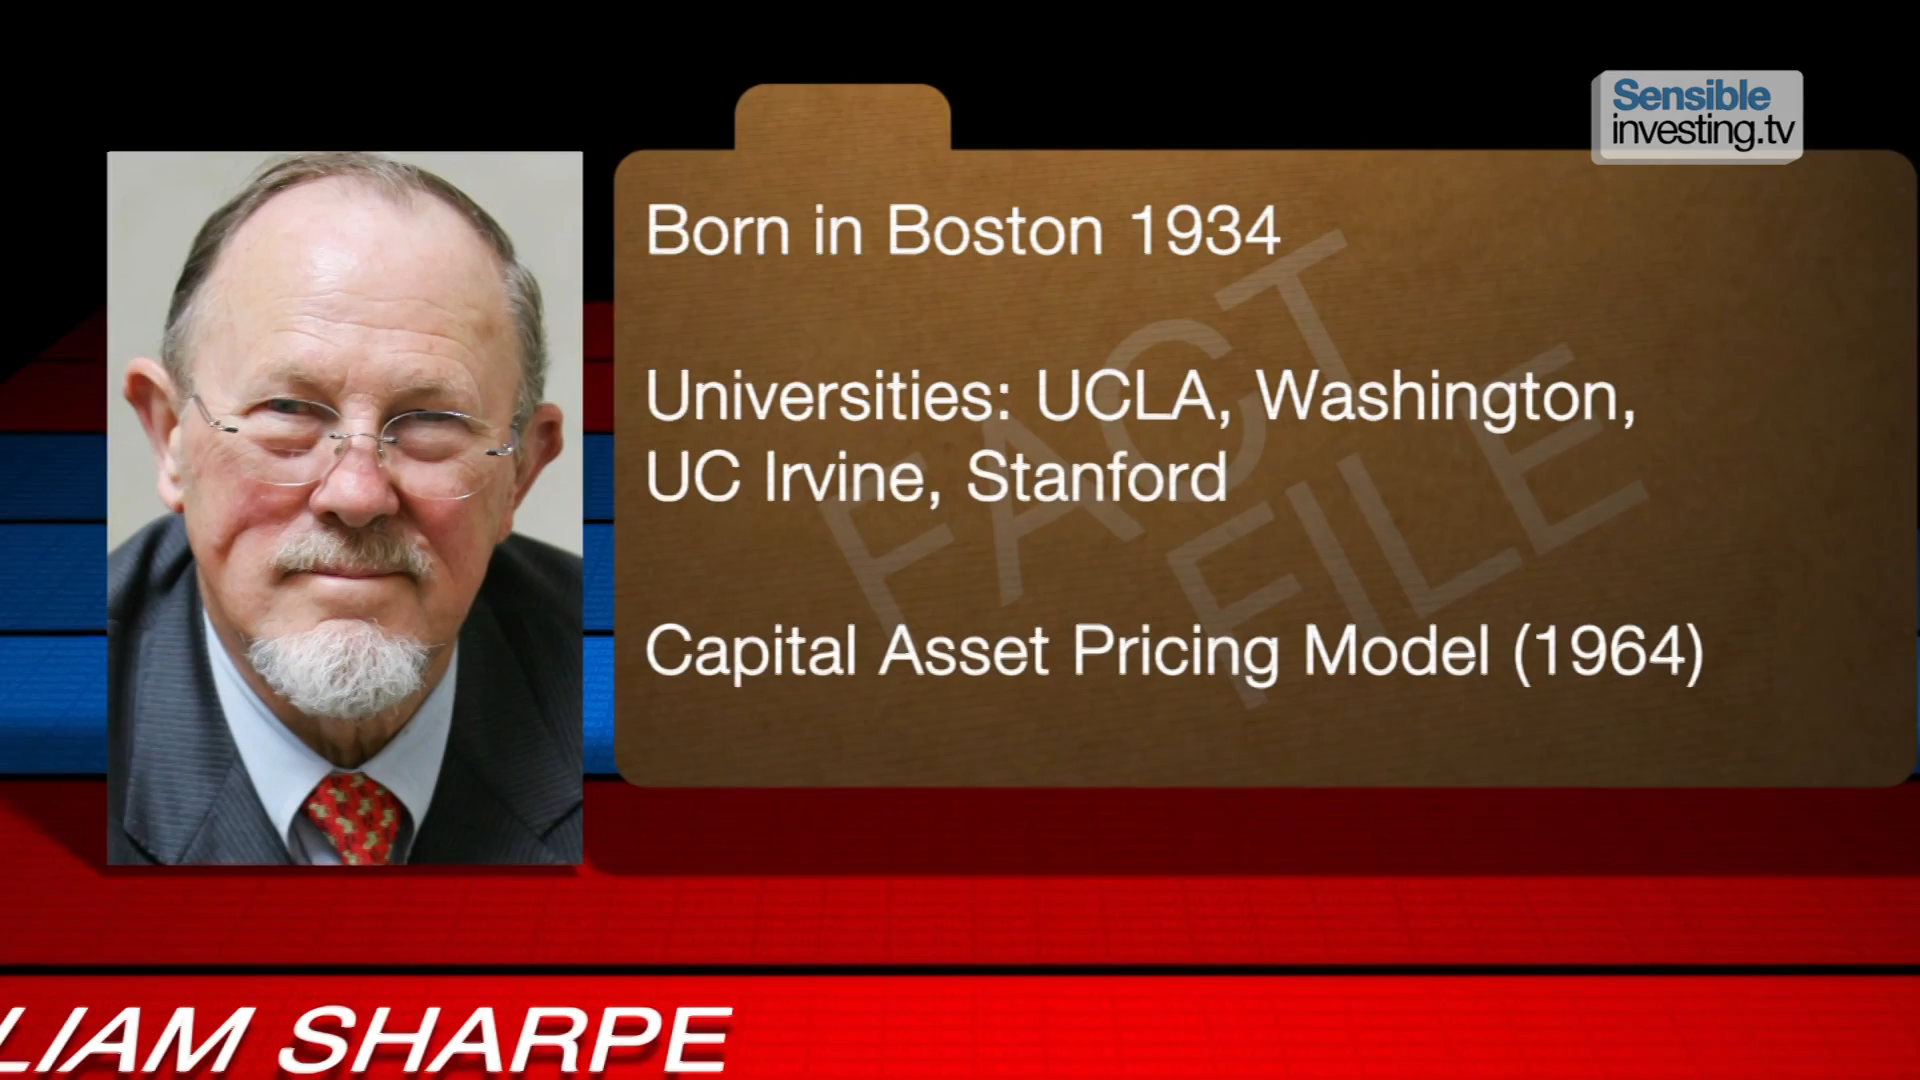 Sensible
investing.tv
Born in Boston 1934
Universities: UCLA, Washington,
UC Irvine, Stanford
Capital Asset Pricing Model (1964)
FACT
FILE
LIAM SHARPE